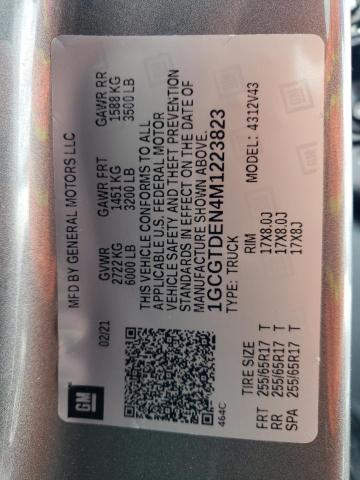 MFD BY GENERAL MOTORS LLC
02/21 GVWR GAWR FRT GAWR RR
2722 KG 1451 KG 1588 KG
6000 LB 3200 LB 3500 LB
THIS VEHICLE CONFORMS TO ALL
APPLICABLE U.S. FEDERAL MOTOR
VEHICLE SAFETY AND THEFT PREVENTION
STANDARDS IN EFFECT ON THE DATE OF
MANUFACTURE SHOWN ABOVE.
1GCGTDEN4M1223823
TYPE: TRUCK MODEL: 4312V43
GM
464C
TIRE SIZE RIM
FRT 255/65R17 T 17X8.0J
RR 255/65R17 T 17X8.0J
SPA 255/65R17 T 17X8J